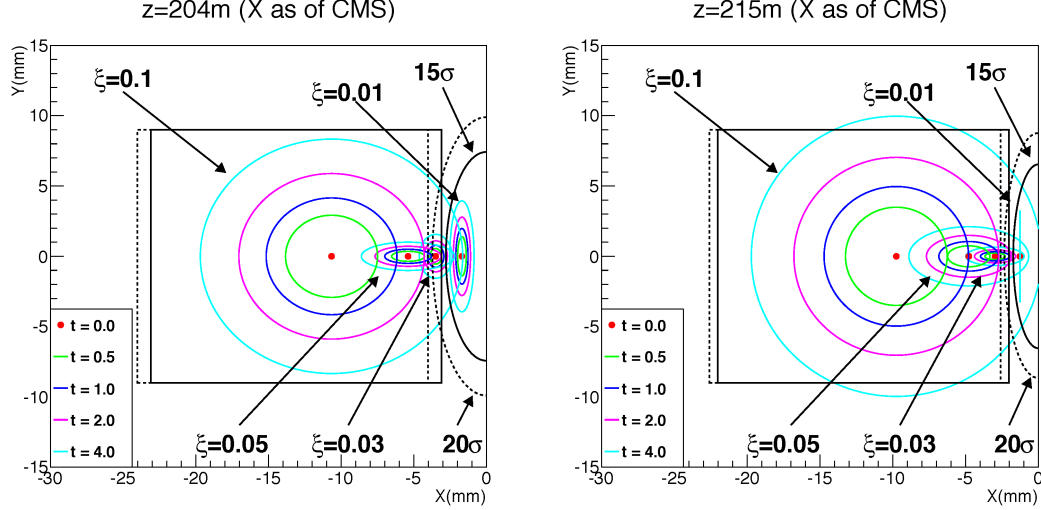 z=204m (X as of CMS)
Y(mm)
15
10
5
0
-5
-10
-15
ξ=0.1
ξ=0.01
15σ
t = 0.0
t = 0.5
t = 1.0
t = 2.0
t = 4.0
ξ=0.05
ξ=0.03
20σ
-30
-25
-20
-15
-10
-5
0
X(mm)
z=215m (X as of CMS)
Y(mm)
15
10
5
0
-5
-10
-15
ξ=0.1
ξ=0.01
15σ
t = 0.0
t = 0.5
t = 1.0
t = 2.0
t = 4.0
ξ=0.05
ξ=0.03
20σ
-30
-25
-20
-15
-10
-5
0
X(mm)